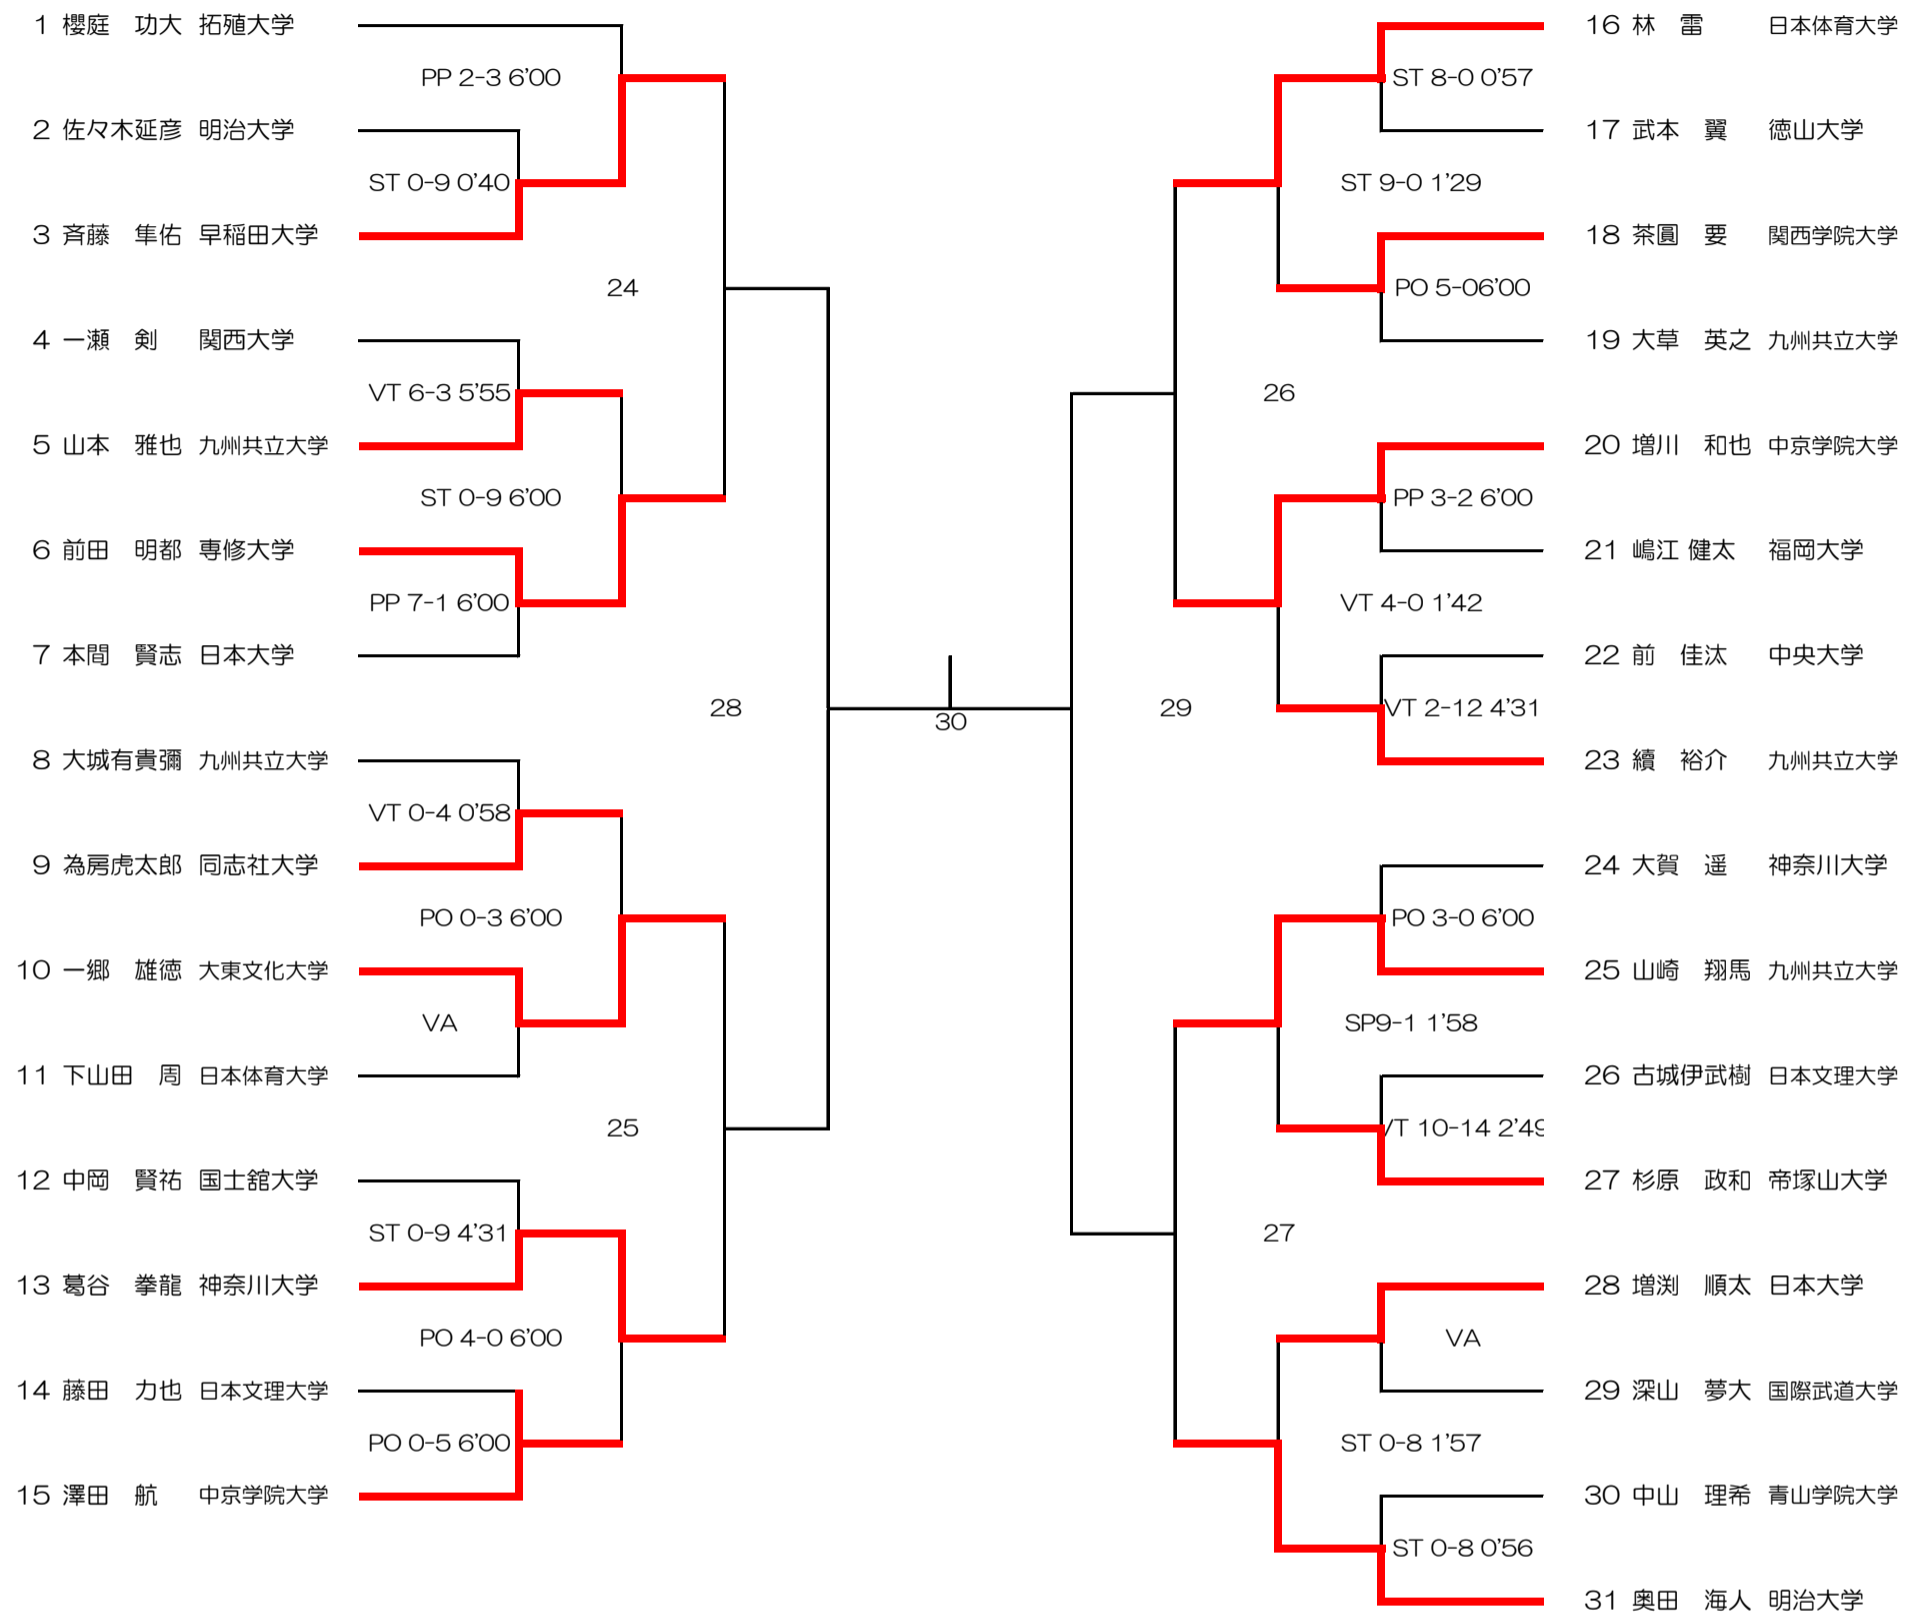 1 櫻庭　功大 拓殖大学
PP 2-3 6'00
2 佐々木延彦 明治大学
ST 0-9 0'40
3 斉藤　隼佑 早稲田大学
24
4 一瀬　剣 関西大学
VT 6-3 5'55
5 山本　雅也 九州共立大学
ST 0-9 6'00
6 前田　明都 専修大学
PP 7-1 6'00
7 本間　賢志 日本大学
28
8 大城有貴彌 九州共立大学
VT 0-4 0'58
9 為房虎太郎 同志社大学
PO 0-3 6'00
10 一郷　雄徳 大東文化大学
VA
11 下山田　周 日本体育大学
25
12 中岡　賢祐 国士舘大学
ST 0-9 4'31
13 葛谷　拳龍 神奈川大学
PO 4-0 6'00
14 藤田　力也 日本文理大学
PO 0-5 6'00
15 澤田　航 中京学院大学
30
16 林　雷 日本体育大学
ST 8-0 0'57
17 武本　翼 徳山大学
ST 9-0 1'29
18 茶圓　要 関西学院大学
PO 5-06'00
19 大草　英之 九州共立大学
26
20 増川　和也 中京学院大学
PP 3-2 6'00
21 嶋江 健太 福岡大学
VT 4-0 1'42
22 前　佳汰 中央大学
VT 2-12 4'31
23 續　裕介 九州共立大学
29
24 大賀　遥 神奈川大学
PO 3-0 6'00
25 山崎　翔馬 九州共立大学
SP9-1 1'58
26 古城伊武樹 日本文理大学
VT 10-14 2'49
27 杉原　政和 帝塚山大学
27
28 増渕　順太 日本大学
VA
29 深山　夢大 国際武道大学
ST 0-8 1'57
30 中山　理希 青山学院大学
ST 0-8 0'56
31 奥田　海人 明治大学